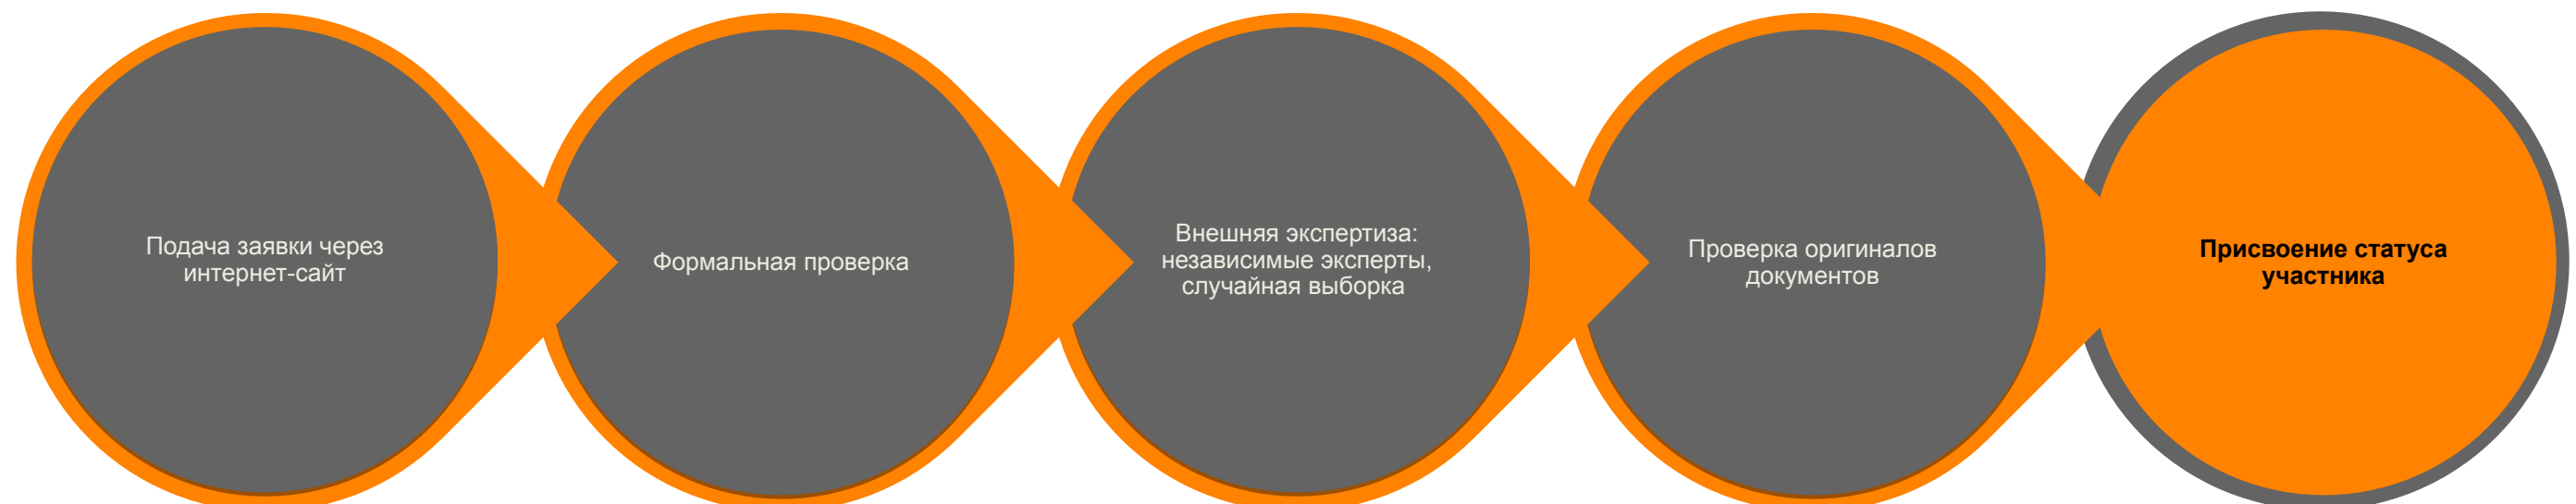 Подача заявки через
интернет-сайт
Формальная проверка
Внешняя экспертиза:
независимые эксперты,
случайная выборка
Проверка оригиналов
документов
Присвоение статуса
участника